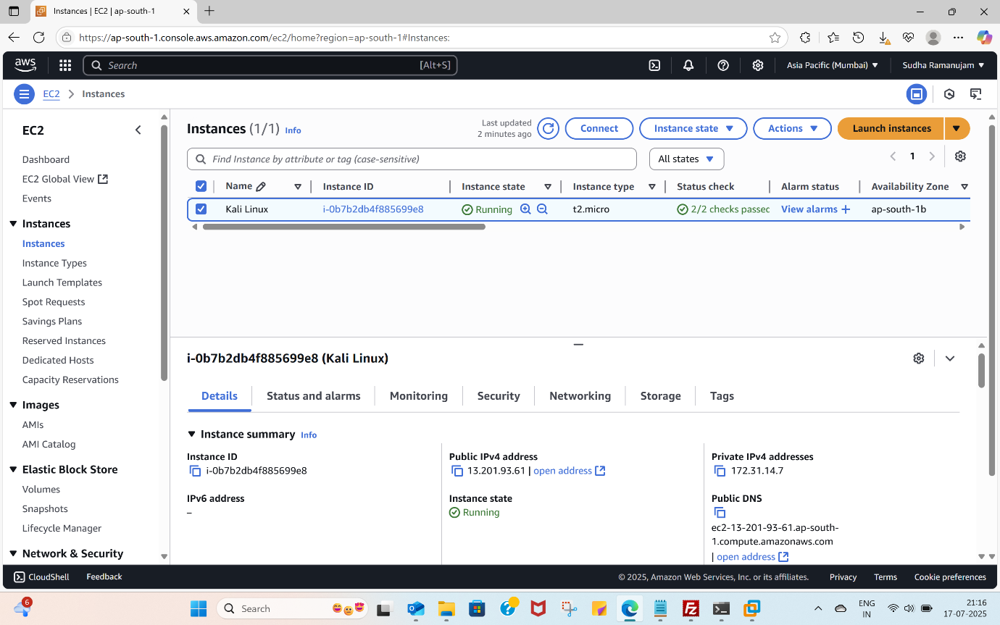 Instances | EC2 | ap-south-1
https://ap-south-1.console.aws.amazon.com/ec2/home?region=ap-south-1#Instances:
aws
Search [Alt+S]
Asia Pacific (Mumbai)
Sudha Ramanujam
EC2 > Instances
EC2
Dashboard
EC2 Global View
Events
Instances
Instances
Instance Types
Launch Templates
Spot Requests
Savings Plans
Reserved Instances
Dedicated Hosts
Capacity Reservations
Images
AMIs
AMI Catalog
Elastic Block Store
Volumes
Snapshots
Lifecycle Manager
Network & Security
Instances (1/1) Info
Last updated
2 minutes ago
Connect
Instance state
Actions
Launch instances
Find Instance by attribute or tag (case-sensitive)
All states
1
Name Instance ID Instance state Instance type Status check Alarm status Availability Zone
Kali Linux i-0b7b2db4f885699e8 Running t2.micro 2/2 checks passec View alarms + ap-south-1b
i-0b7b2db4f885699e8 (Kali Linux)
Details Status and alarms Monitoring Security Networking Storage Tags
Instance summary Info
Instance ID
i-0b7b2db4f885699e8
IPv6 address
–
Public IPv4 address
13.201.93.61 | open address
Instance state
Running
Private IPv4 addresses
172.31.14.7
Public DNS
ec2-13-201-93-61.ap-south-
1.compute.amazonaws.com
| open address
CloudShell Feedback
© 2025, Amazon Web Services, Inc. or its affiliates. Privacy Terms Cookie preferences
6
Search
ENG
IN
21:16
17-07-2025